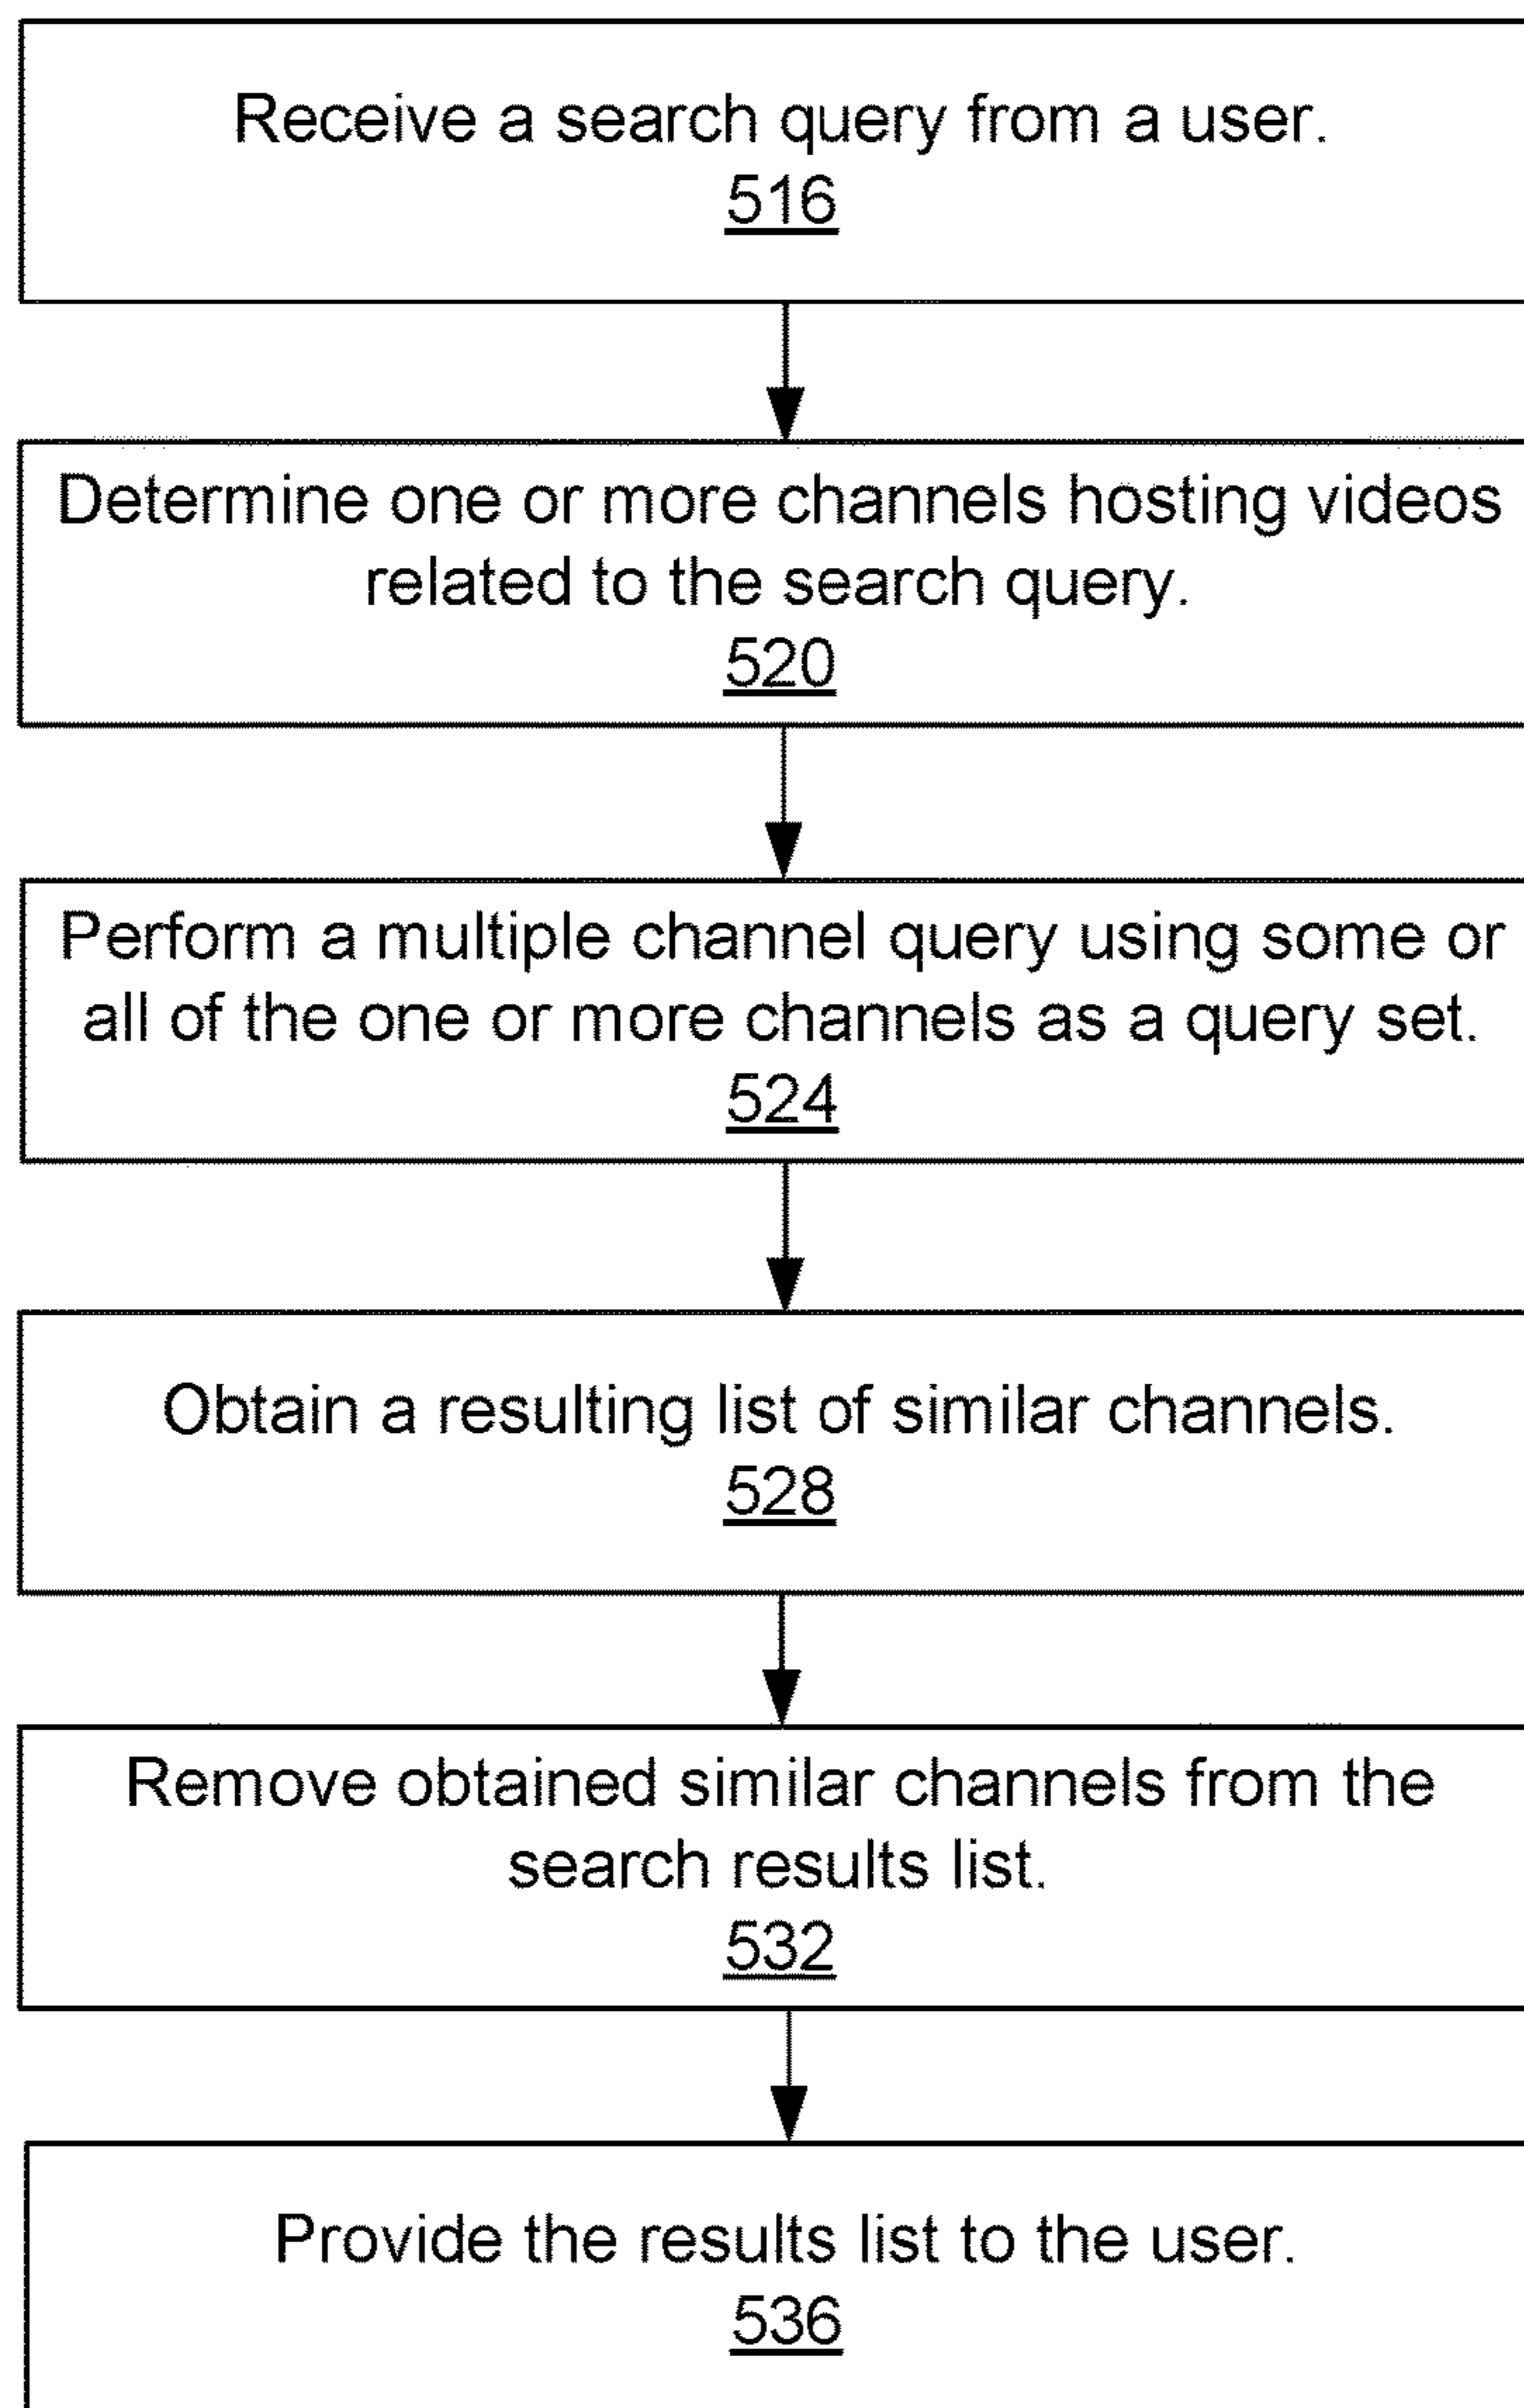 Receive a search query from a user.
516
Determine one or more channels hosting videos
related to the search query.
520
Perform a multiple channel query using some or
all of the one or more channels as a query set.
524
Obtain a resulting list of similar channels.
528
Remove obtained similar channels from the
search results list.
532
Provide the results list to the user.
536